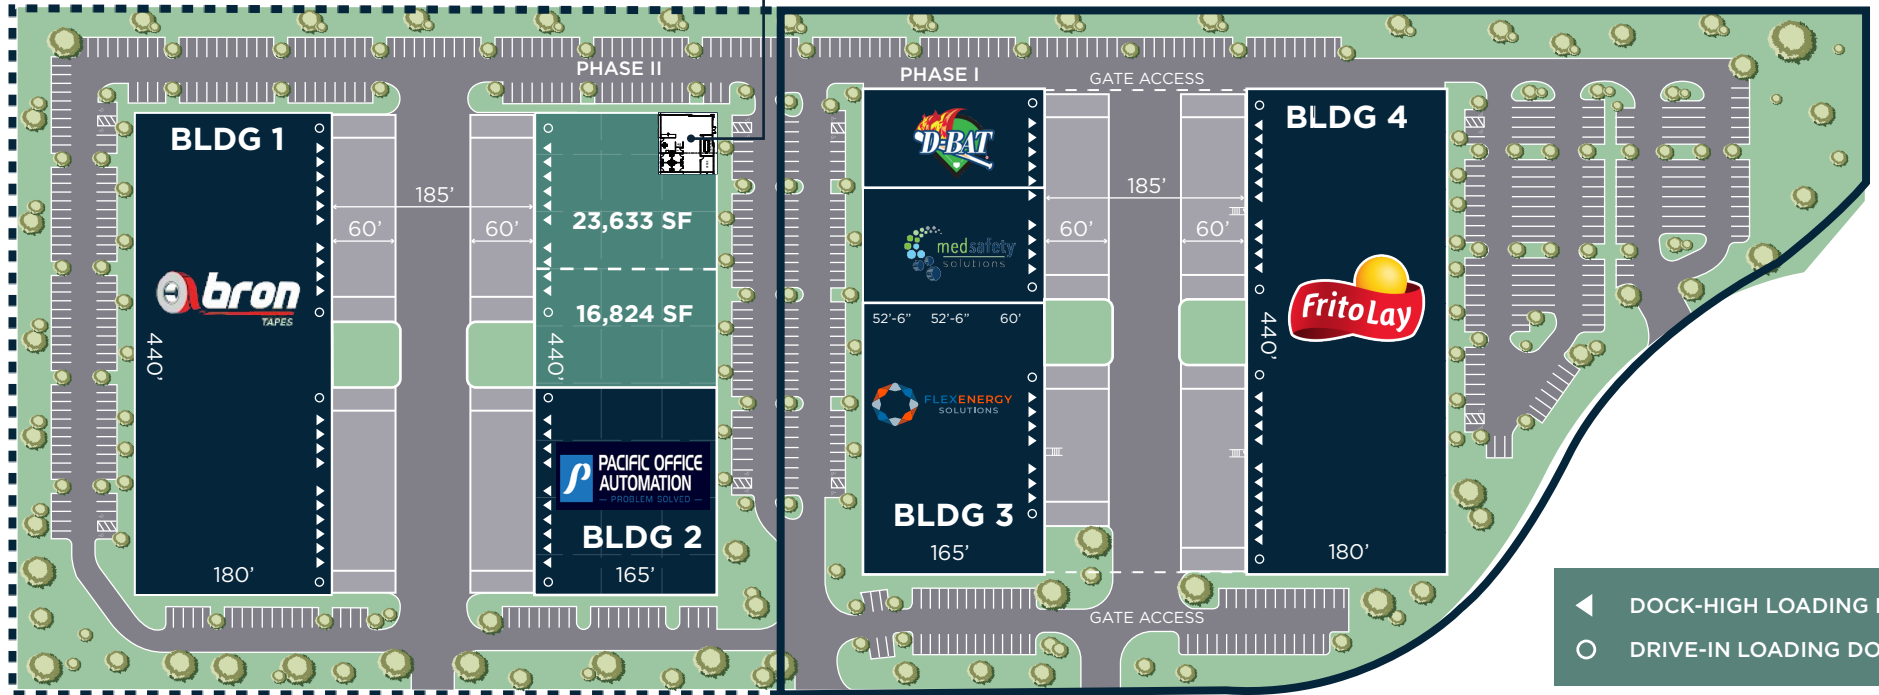 PHASE II
PHASE I
GATE ACCESS
BLDG 1
185'
60'
60'
bron
TAPES
440'
180'
23,633 SF
16,824 SF
440'
PACIFIC OFFICE
AUTOMATION
PROBLEM SOLVED
BLDG 2
165'
D-BAT
medsafety
solutions
52'-6"
52'-6"
60'
FLEXENERGY
SOLUTIONS
BLDG 3
165'
185'
60'
60'
BLDG 4
Frito Lay
440'
180'
GATE ACCESS
DOCK-HIGH LOADING
DRIVE-IN LOADING DO